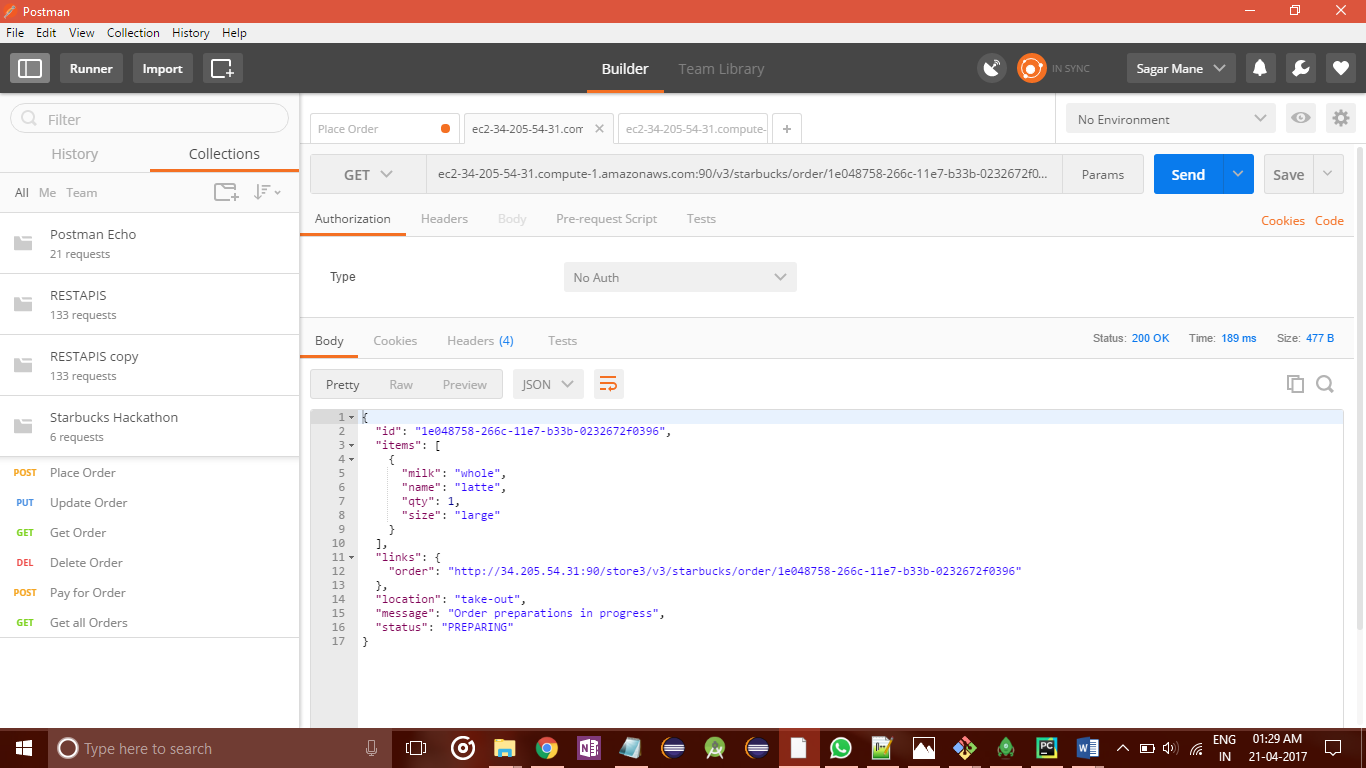 Postman
File Edit View Collection History Help
Runner Import Builder Team Library IN SYNC Sagar Mane
Filter
History Collections
All Me Team
Postman Echo
21 requests
RESTAPIS
133 requests
RESTAPIS copy
133 requests
Starbucks Hackathon
6 requests
POST Place Order
PUT Update Order
GET Get Order
DEL Delete Order
POST Pay for Order
GET Get all Orders
Place Order ec2-34-205-54-31.com ec2-34-205-54-31.compute- + No Environment
GET ec2-34-205-54-31.compute-1.amazonaws.com:90/v3/starbucks/order/1e048758-266c-11e7-b33b-0232672f0... Params Send Save
Authorization Headers Body Pre-request Script Tests Cookies Code
Type No Auth
Body Cookies Headers (4) Tests Status: 200 OK Time: 189 ms Size: 477 B
Pretty Raw Preview JSON
1 {
2 "id": "1e048758-266c-11e7-b33b-0232672f0396",
3 "items": [
4 {
5 "milk": "whole",
6 "name": "latte",
7 "qty": 1,
8 "size": "large"
9 }
10 ],
11 "links": {
12 "order": "http://34.205.54.31:90/store3/v3/starbucks/order/1e048758-266c-11e7-b33b-0232672f0396"
13 },
14 "location": "take-out",
15 "message": "Order preparations in progress",
16 "status": "PREPARING"
17 }
Type here to search
ENG 01:29 AM
IN 21-04-2017